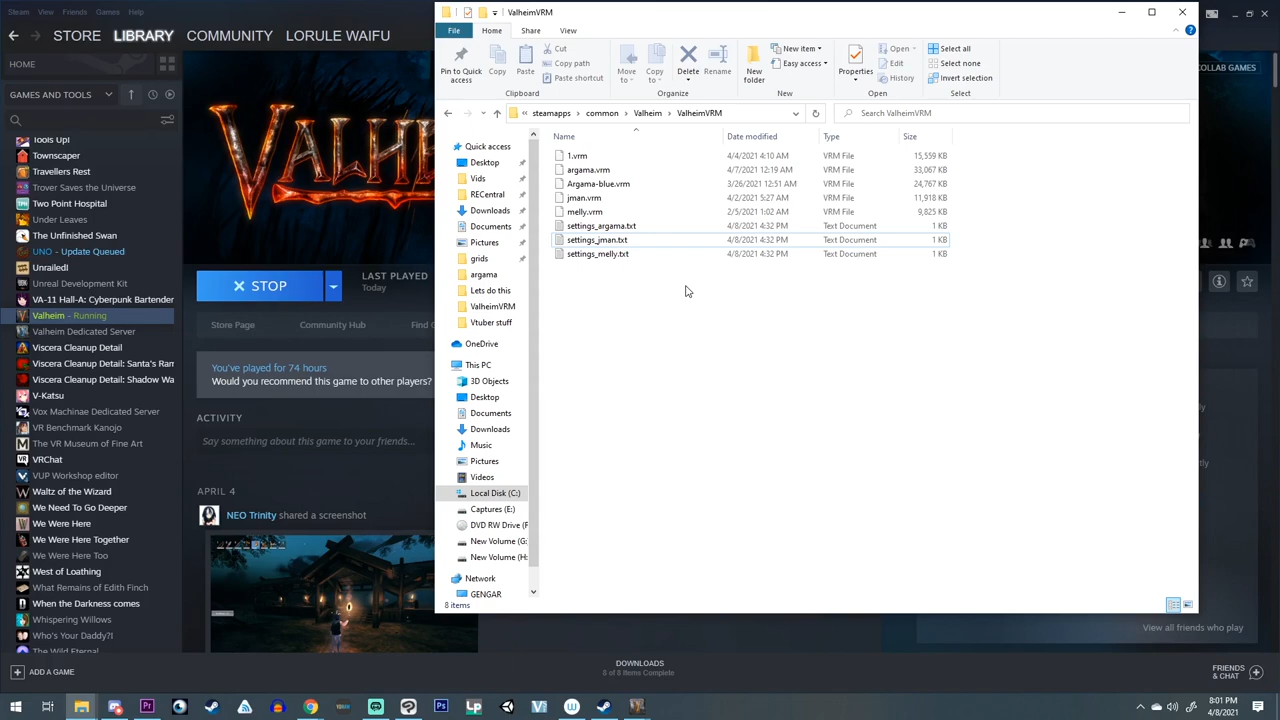 Steam View Friends Games Help
ValheimVRM
File Home Share View
LIBRARY
STORE
COMMUNITY
LORULE WAIFU
Pin to Quick access
Copy
Paste
Cut
Copy path
Paste shortcut
Move to
Copy to
Delete
Rename
New folder
New item
Easy access
Properties
Open
Edit
History
Select all
Select none
Invert selection
Clipboard
Organize
New
Open
Select
GAMES AND TOOLS
steamapps
common
Valheim
ValheimVRM
Search ValheimVRM
Name Date modified Type Size
1.vrm 4/4/2021 4:10 AM VRM File 15,559 KB
argama.vrm 4/7/2021 12:19 AM VRM File 33,067 KB
Argama-blue.vrm 3/26/2021 12:51 AM VRM File 24,767 KB
jman.vrm 4/2/2021 5:27 AM VRM File 11,918 KB
melly.vrm 2/5/2021 1:02 AM VRM File 9,825 KB
settings_argama.txt 4/8/2021 4:32 PM Text Document 1 KB
settings_jman.txt 4/8/2021 4:32 PM Text Document 1 KB
settings_melly.txt 4/8/2021 4:32 PM Text Document 1 KB
Quick access
Desktop
Vids
RECentral
Downloads
Documents
Pictures
grids
argama
Lets do this
ValheimVRM
Vtuber stuff
OneDrive
This PC
3D Objects
Desktop
Documents
Downloads
Music
Pictures
Videos
Local Disk (C:)
Captures (E:)
DVD RW Drive (F
New Volume (G:
New Volume (H:
Network
GENGAR
8 items
Tools Up!
Townscaper
Travellers Rest
Trover Saves the Universe
Two Point Hospital
Under Leaves
The Unfinished Swan
UNO - Update Queued
Unrailed!
Unreal Development Kit
VA-11 Hall-A: Cyberpunk Bartender
Valheim - Running
Valheim Dedicated Server
Viscera Cleanup Detail
Viscera Cleanup Detail: Santa's Ram
Viscera Cleanup Detail: Shadow Wa
V-Katsu
Vox Machinae Dedicated Server
VR Benchmark Kanojo
The VR Museum of Fine Art
VRChat
VUP Workshop editor
Waltz of the Wizard
We Need To Go Deeper
We Were Here
We Were Here Together
We Were Here Too
West of Loathing
What Remains of Edith Finch
When the Darkness comes
Whispering Willows
Who's Your Daddy?!
The Wild Eternal
STOP
LAST PLAYED
Today
Store Page
Community Hub
You've played for 74 hours
Would you recommend this game to other players?
ACTIVITY
Say something about this game to your friends...
APRIL 4
NEO Trinity shared a screenshot
COLLAB GAMES
View all friends who play
ADD A GAME
DOWNLOADS
8 of 8 Items Complete
FRIENDS
& CHAT
8:01 PM
4/8/2021